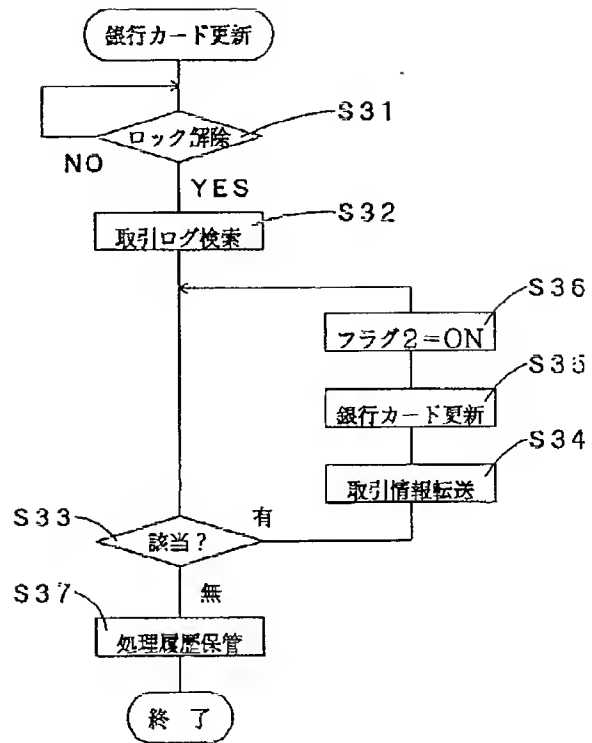 銀行カード更新
S31
ロック解除
NO
YES
S32
取引ログ検索
S36
フラグ2=ON
S35
銀行カード更新
S34
取引情報転送
S33
該当?
有
無
S37
処理履歴保管
終了